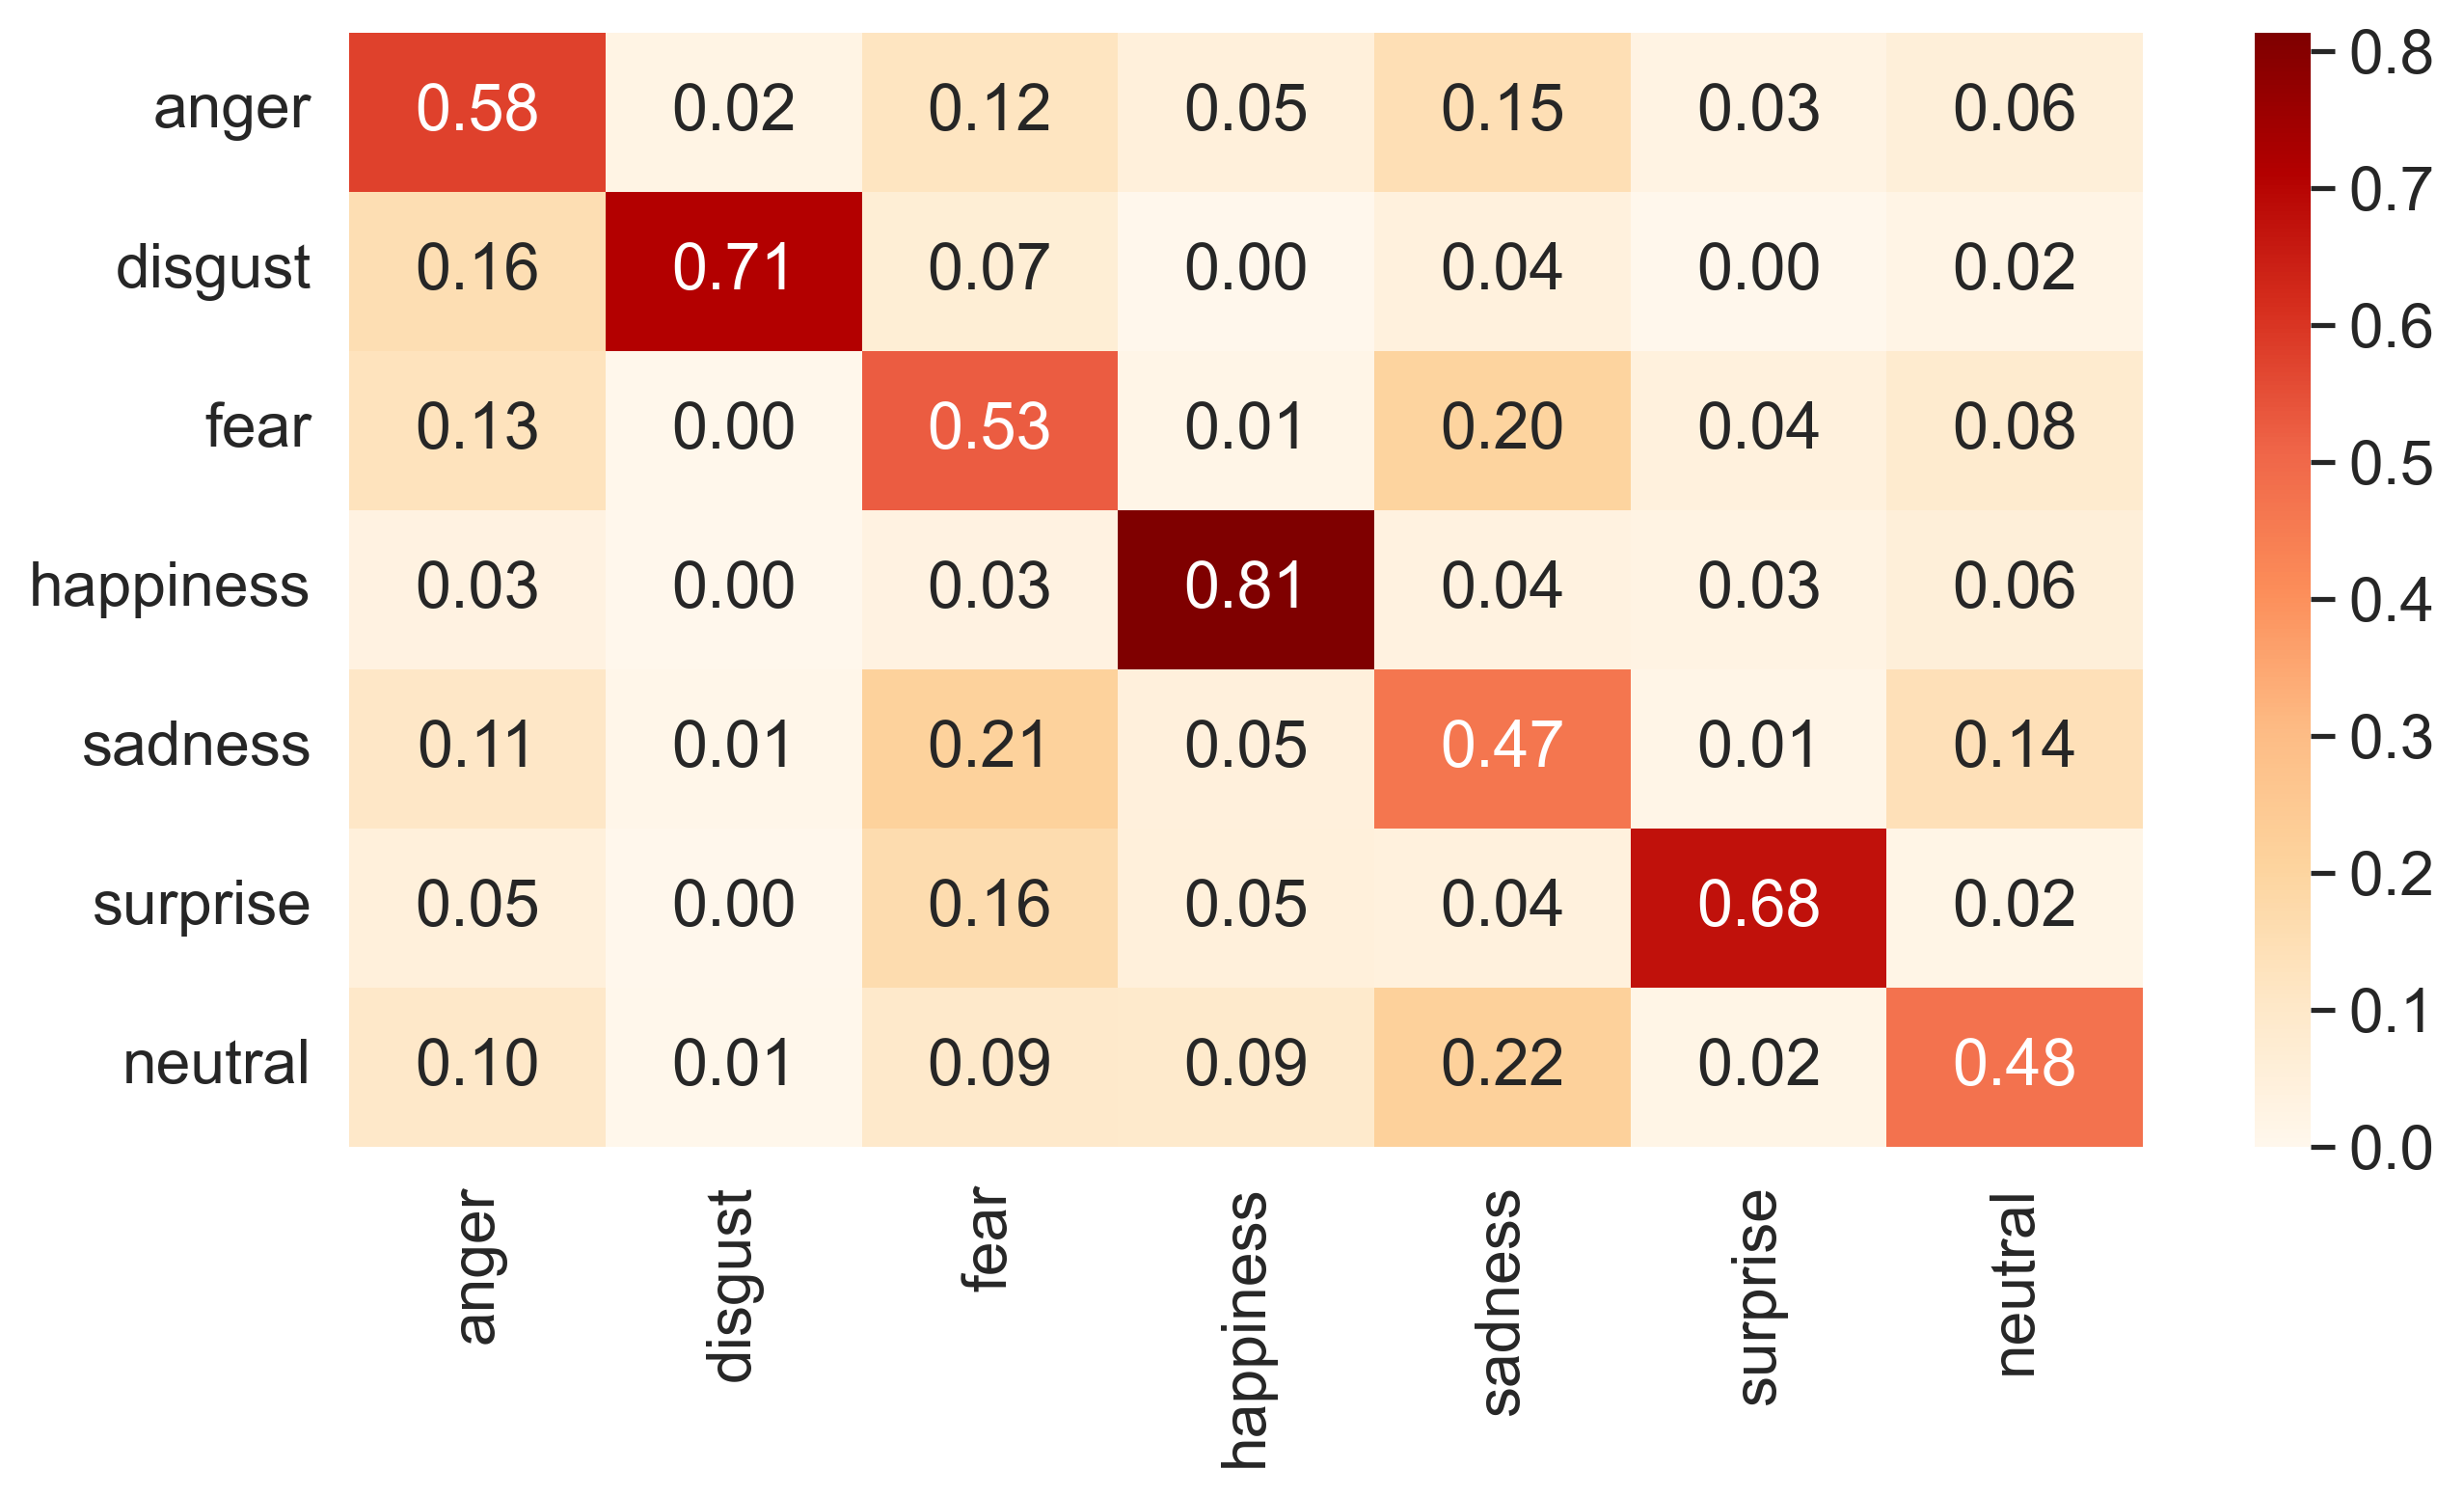 anger 0.58 0.02 0.12 0.05 0.15 0.03 0.06
disgust 0.16 0.71 0.07 0.00 0.04 0.00 0.02
fear 0.13 0.00 0.53 0.01 0.20 0.04 0.08
happiness 0.03 0.00 0.03 0.81 0.04 0.03 0.06
sadness 0.11 0.01 0.21 0.05 0.47 0.01 0.14
surprise 0.05 0.00 0.16 0.05 0.04 0.68 0.02
neutral 0.10 0.01 0.09 0.09 0.22 0.02 0.48
anger disgust fear happiness sadness surprise neutral
0.8
0.7
0.6
0.5
0.4
0.3
0.2
0.1
0.0